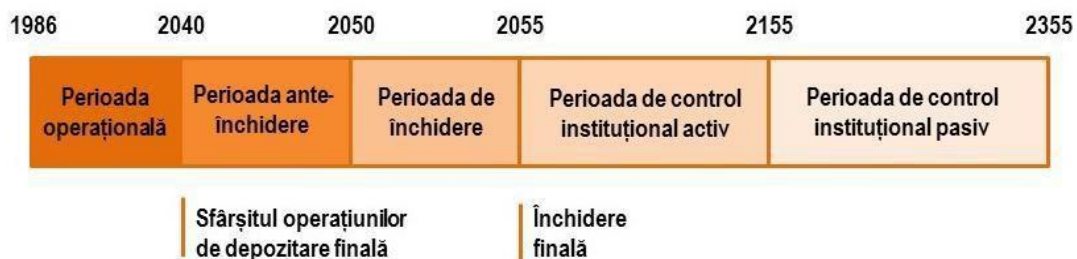 1986 2040 2050 2055 2155 2355
Perioada
operațională
Perioada ante-
închidere
Perioada de
închidere
Perioada de control
instituțional activ
Perioada de control
instituțional pasiv
Sfârșitul operațiunilor
de depozitare finală
Închidere
finală